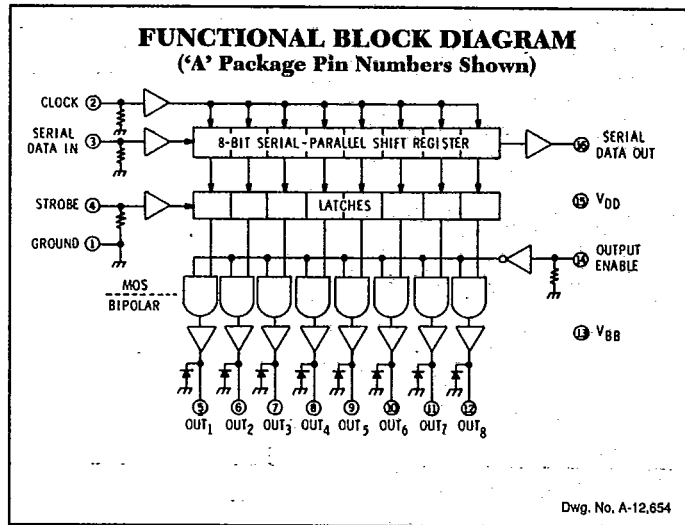 FUNCTIONAL BLOCK DIAGRAM
('A' Package Pin Numbers Shown)
CLOCK 2
SERIAL DATA IN 3
8-BIT SERIAL-PARALLEL SHIFT REGISTER
16 SERIAL DATA OUT
STROBE 4
LATCHES
15 VDD
GROUND 1
14 OUTPUT ENABLE
MOS
BIPOLAR
13 VBB
5 6 7 8 9 10 11 12
OUT1 OUT2 OUT3 OUT4 OUT5 OUT6 OUT7 OUT8
Dwg. No. A-12,654